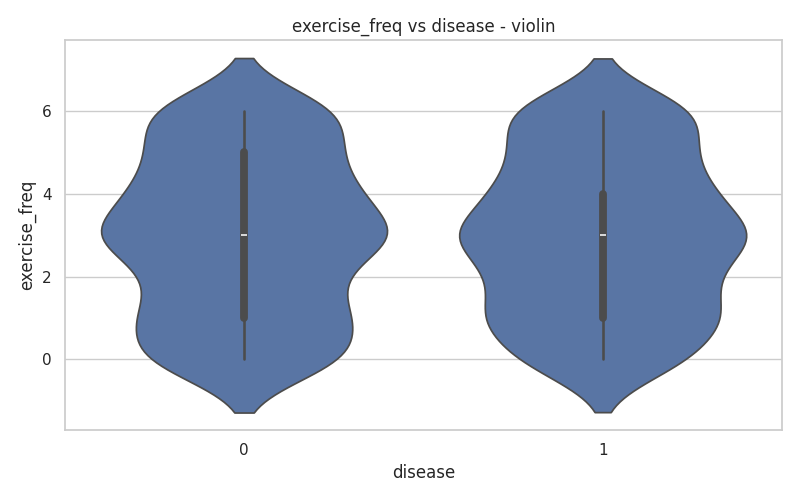 exercise_freq vs disease - violin
exercise_freq
6
4
2
0
0 1
disease